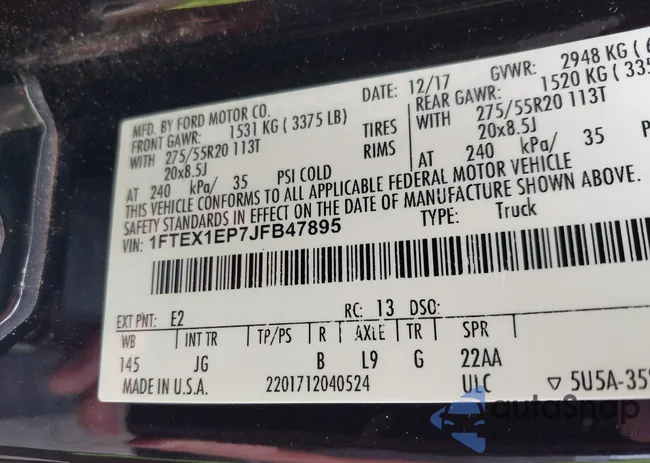 MFD. BY FORD MOTOR CO. DATE: 12/17 GVWR: 2948 KG (
FRONT GAWR: 1531 KG ( 3375 LB) REAR GAWR: 1520 KG ( 335
WITH 275/55R20 113T TIRES WITH 275/55R20 113T
20x8.5J RIMS 20x8.5J
AT 240 kPa/ 35 PSI COLD AT 240 kPa/ 35
THIS VEHICLE CONFORMS TO ALL APPLICABLE FEDERAL MOTOR VEHICLE
SAFETY STANDARDS IN EFFECT ON THE DATE OF MANUFACTURE SHOWN ABOVE.
VIN: 1FTEX1EP7JFB47895 TYPE: Truck
EXT PNT: E2 RC: 13 DSO:
WB INT TR TP/PS R AXLE TR SPR
145 JG B L9 G 22AA
MADE IN U.S.A. 2201712040524 ULC ▽ 5U5A-35
autoSnap